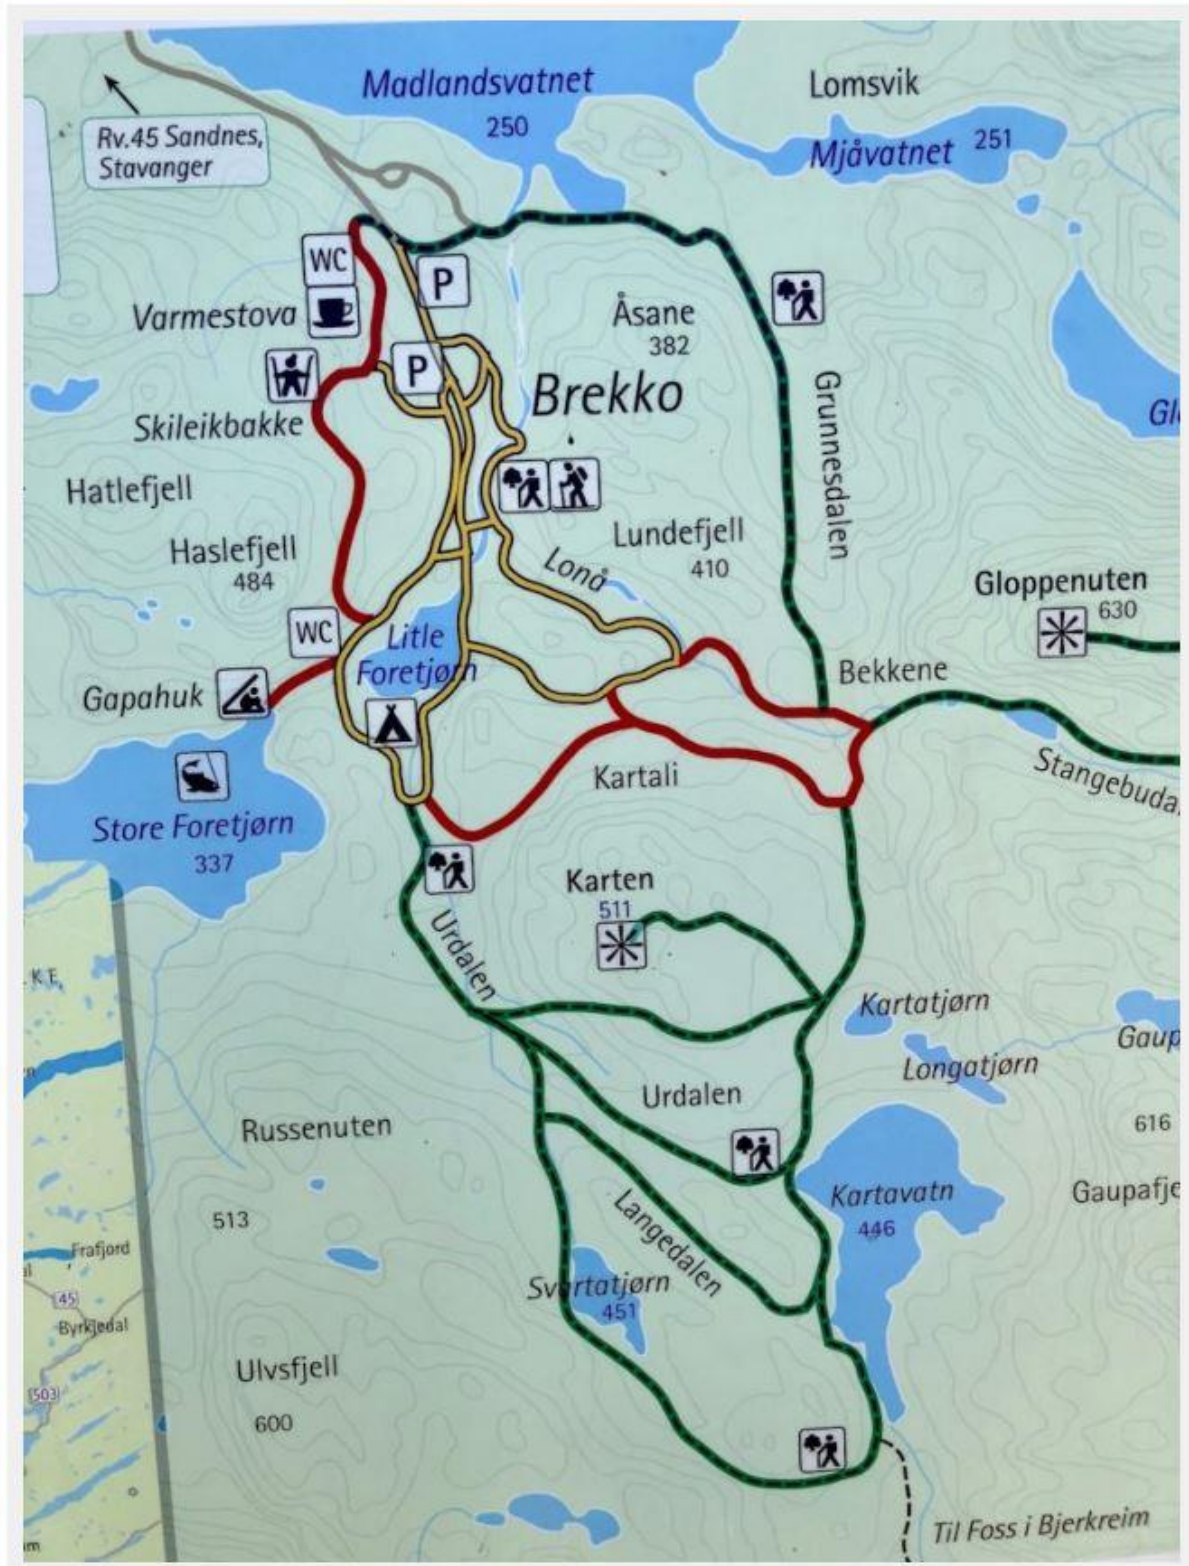 Madlandsvatnet
250
Lomsvik
Mjåvatnet 251
Rv.45 Sandnes,
Stavanger
WC
P
Varmestova
Åsane
382
P
Brekko
Skileikbakke
Grunnesdalen
Hatlefjell
Haslefjell
484
Lundefjell
410
Lonå
Gloppenuten
630
WC
Litle
Foretjørn
Bekkene
Gapahuk
Kartali
Stangebuda
Store Foretjørn
337
Karten
511
Urdalen
K.F.
Kartatjørn
Gaup
Longatjørn
Urdalen
616
Russenuten
Kartavatn
446
Gaupafje
513
Langedalen
Frafjord
Svartatjørn
451
45
Byrkjedal
Ulvsfjell
600
503
Til Foss i Bjerkreim